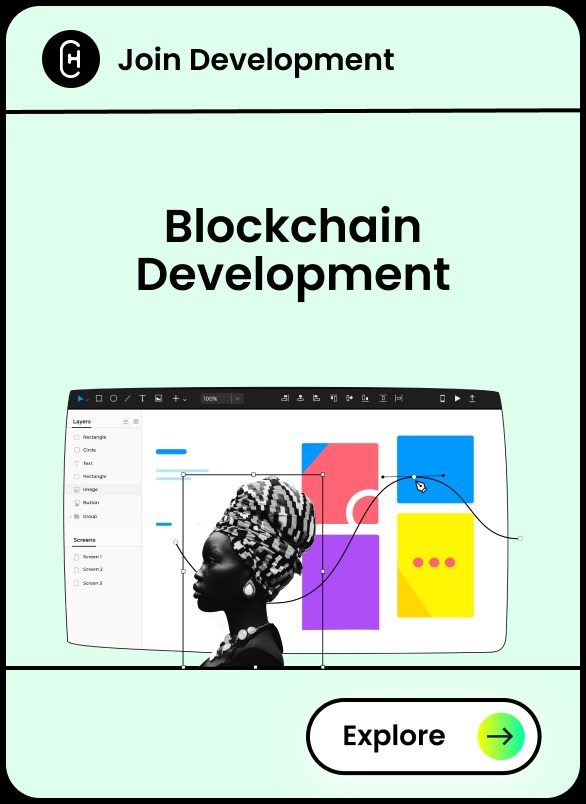 Join Development
Blockchain
Development
T
100%
Layers
Rectangle
Circle
T Text
Rectangle
Image
Button
Group
Screens
Screen 1
Screen 2
Screen 3
Explore